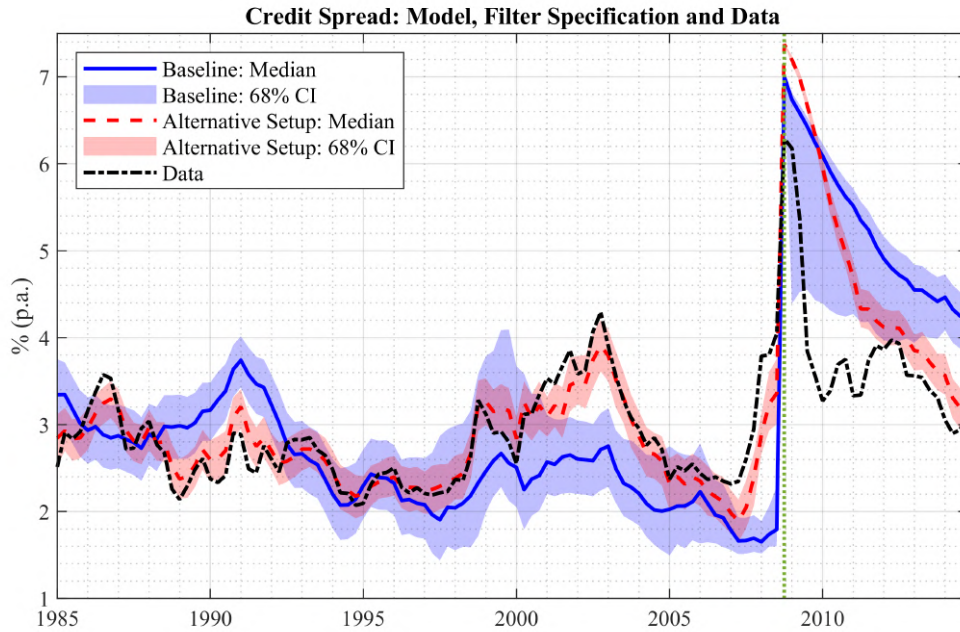 Credit Spread: Model, Filter Specification and Data
Baseline: Median
Baseline: 68% CI
Alternative Setup: Median
Alternative Setup: 68% CI
Data
% (p.a.)
7
6
5
4
3
2
1
1985 1990 1995 2000 2005 2010